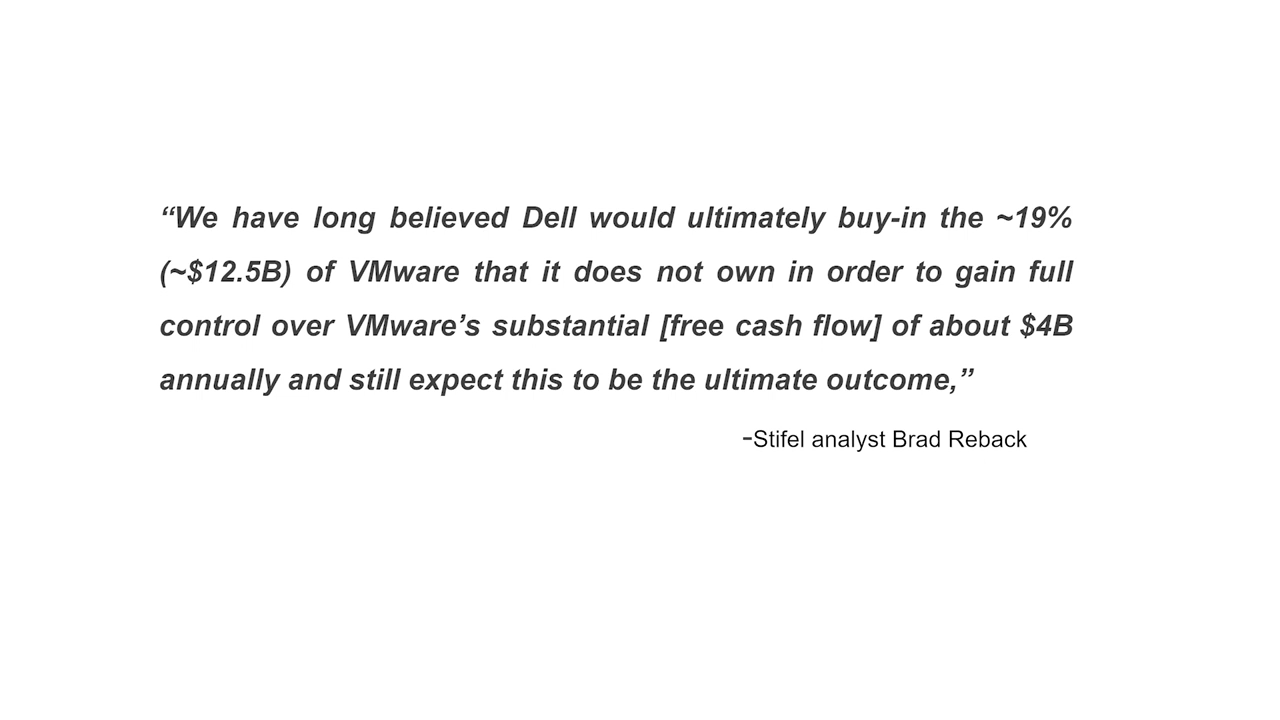 “We have long believed Dell would ultimately buy-in the ~19%
(~$12.5B) of VMware that it does not own in order to gain full
control over VMware’s substantial [free cash flow] of about $4B
annually and still expect this to be the ultimate outcome,”
-Stifel analyst Brad Reback